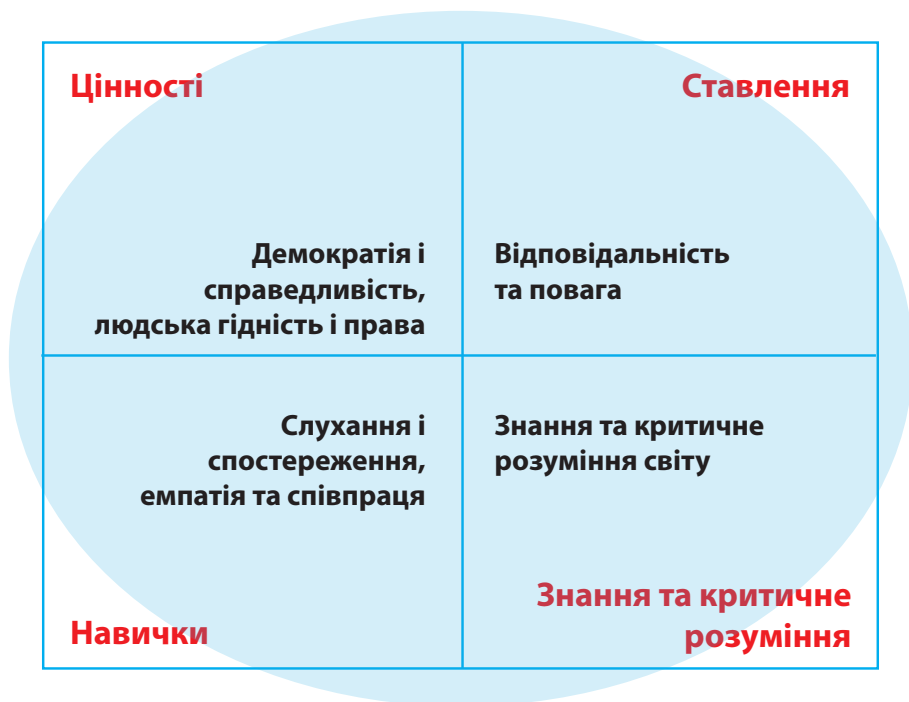 Цінності
Ставлення
Демократія і
справедливість,
людська гідність і права
Відповідальність
та повага
Слухання і
спостереження,
емпатія та співпраця
Знання та критичне
розуміння світу
Навички
Знання та критичне
розуміння